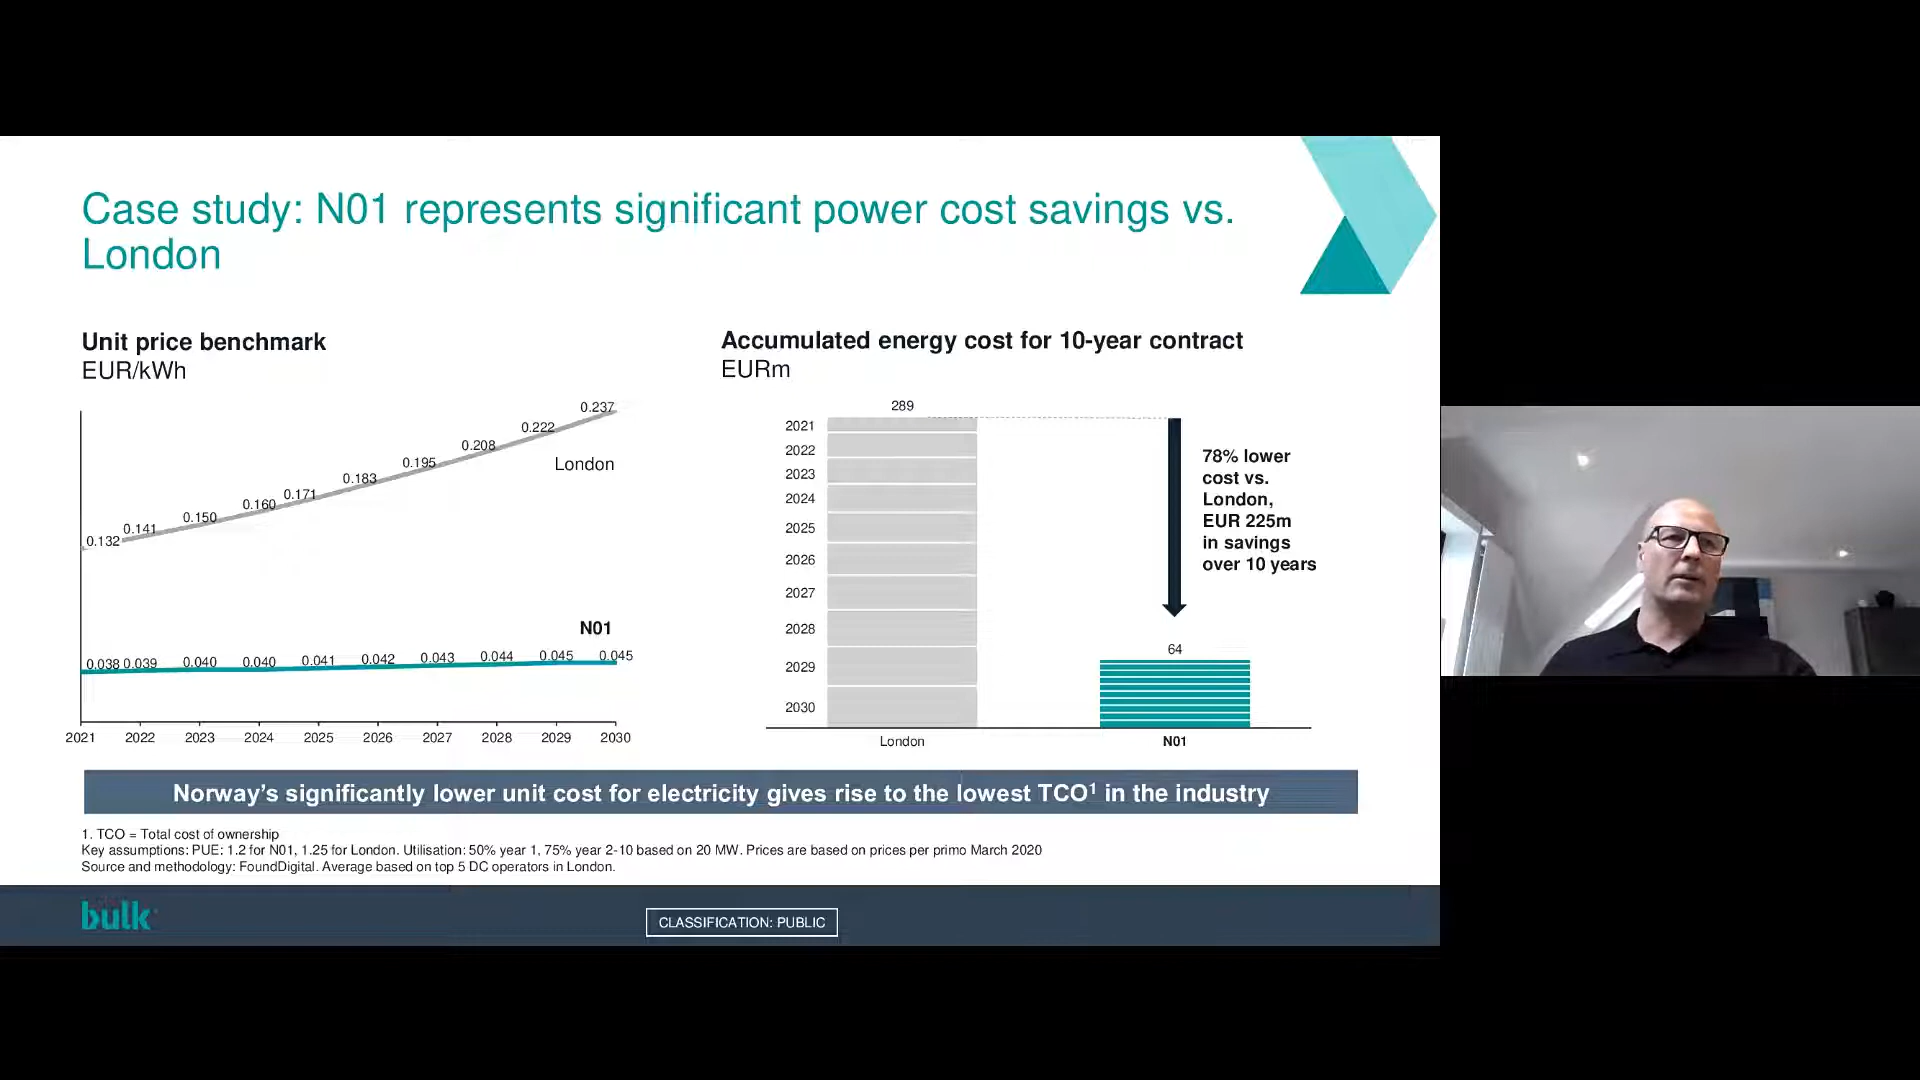 Case study: N01 represents significant power cost savings vs.
London
Unit price benchmark
EUR/kWh
0.132
0.141
0.150
0.160
0.171
0.183
0.195
0.208
0.222
0.237
London
N01
0.038
0.039
0.040
0.040
0.041
0.042
0.043
0.044
0.045
0.045
2021
2022
2023
2024
2025
2026
2027
2028
2029
2030
Accumulated energy cost for 10-year contract
EURm
289
2021
2022
2023
2024
2025
2026
2027
2028
2029
2030
78% lower
cost vs.
London,
EUR 225m
in savings
over 10 years
64
London
N01
Norway's significantly lower unit cost for electricity gives rise to the lowest TCO¹ in the industry
1. TCO = Total cost of ownership
Key assumptions: PUE: 1.2 for N01, 1.25 for London. Utilisation: 50% year 1, 75% year 2-10 based on 20 MW. Prices are based on prices per primo March 2020
Source and methodology: FoundDigital. Average based on top 5 DC operators in London.
bulk
CLASSIFICATION: PUBLIC